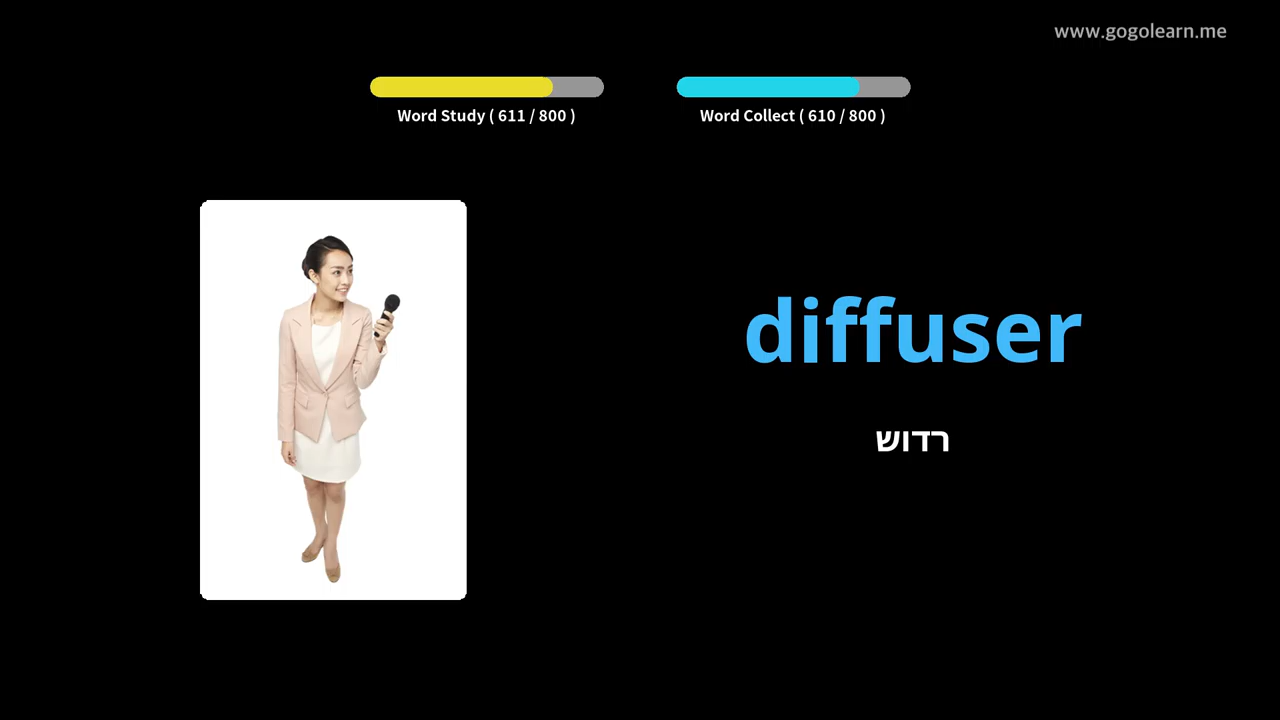 www.gogolearn.me
Word Study ( 611 / 800 )
Word Collect ( 610 / 800 )
diffuser
רדוש